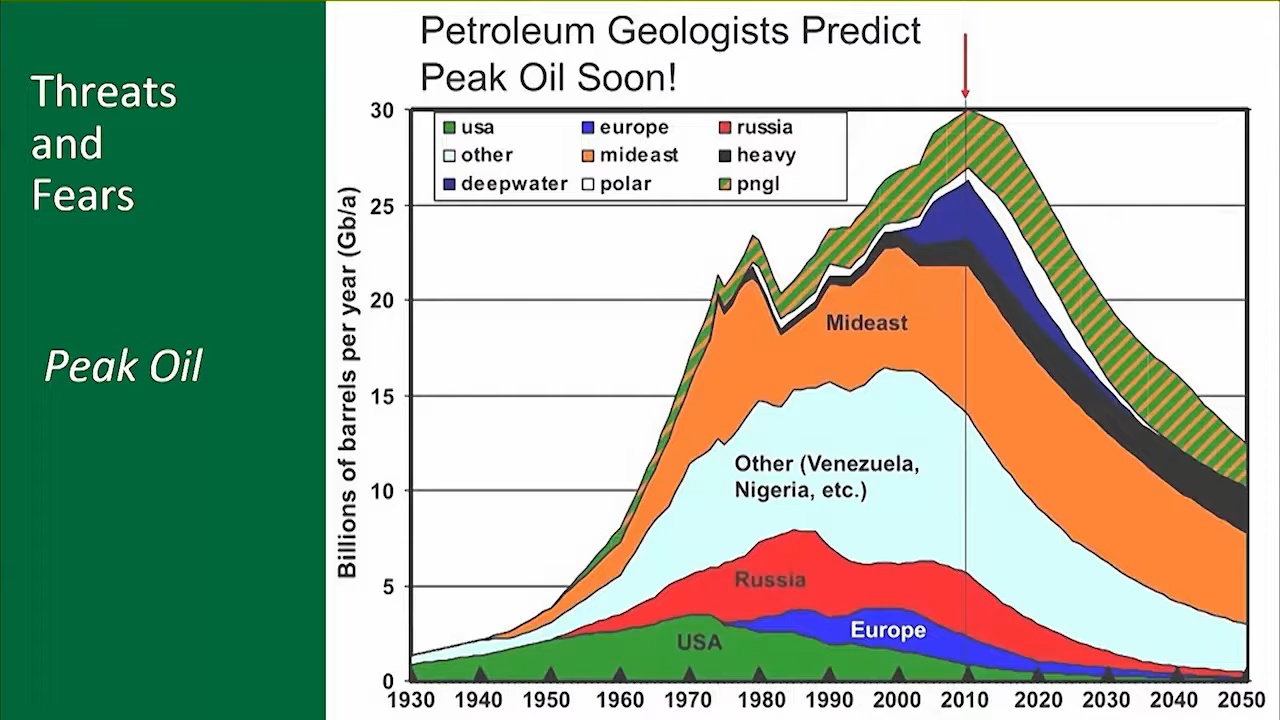 Threats
and
Fears
Peak Oil
Petroleum Geologists Predict
Peak Oil Soon!
usa europe russia
other mideast heavy
deepwater polar pngl
Billions of barrels per year (Gb/a)
30
25
20
15
10
5
0
Mideast
Other (Venezuela,
Nigeria, etc.)
Russia
Europe
USA
1930 1940 1950 1960 1970 1980 1990 2000 2010 2020 2030 2040 2050